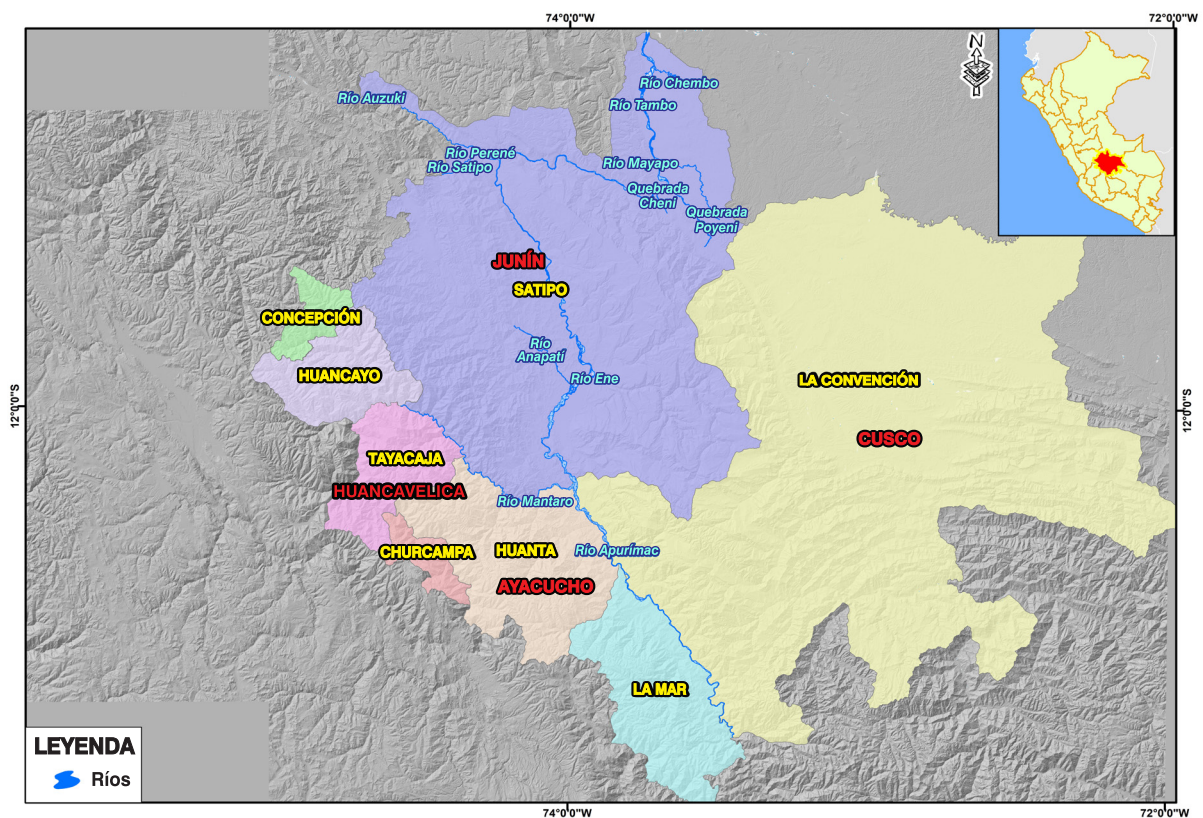 74°0'0"W
72°0'0"W
N
Río Chembo
Río Auzuki
Río Tambo
Río Perené
Río Satipo
Río Mayapo
Quebrada
Cheni
Quebrada
Poyeni
JUNÍN
SATIPO
CONCEPCIÓN
Río
Anapatí
HUANCAYO
Río Ene
LA CONVENCIÓN
12°0'0"S
12°0'0"S
CUSCO
TAYACAJA
HUANCAVELICA
Río Mantaro
CHURCAMPA
HUANTA
Río Apurímac
AYACUCHO
LA MAR
LEYENDA
Ríos
74°0'0"W
72°0'0"W